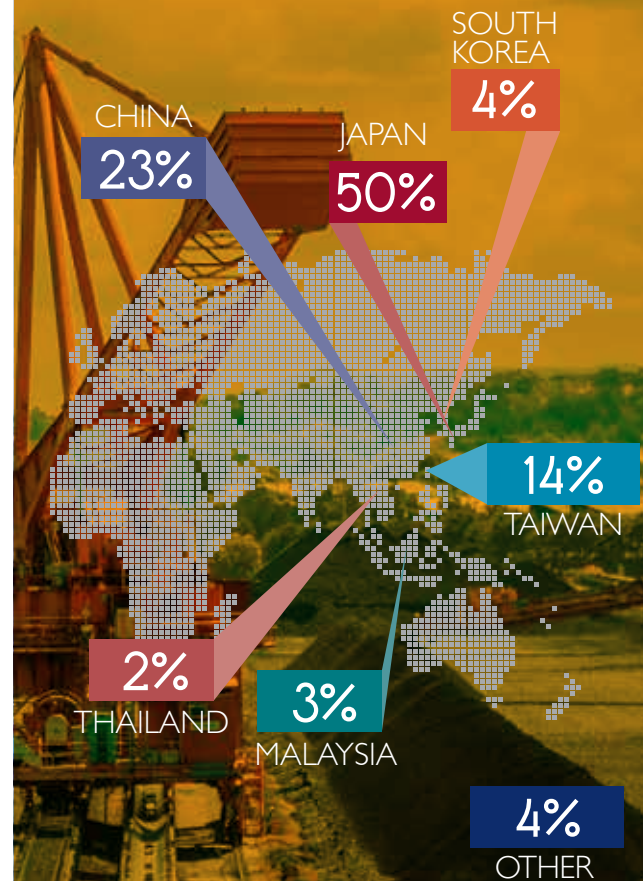 SOUTH
KOREA
4%
CHINA
23%
JAPAN
50%
14%
TAIWAN
2%
THAILAND
3%
MALAYSIA
4%
OTHER